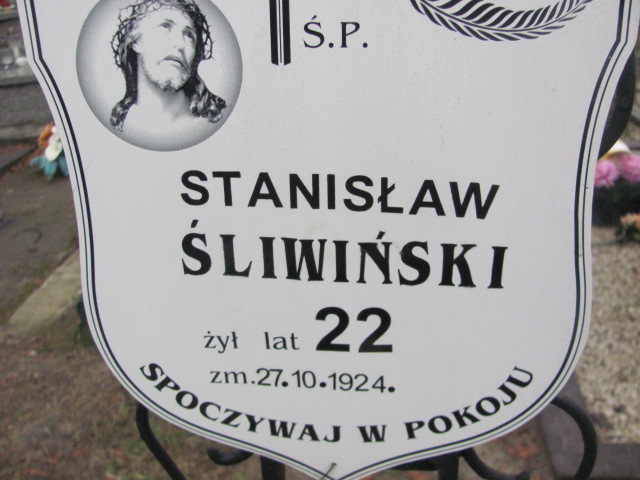 Ś.P.
STANISŁAW
ŚLIWIŃSKI
żył lat 22
zm.27.10.1924.
SPOCZYWAJ W POKOJU